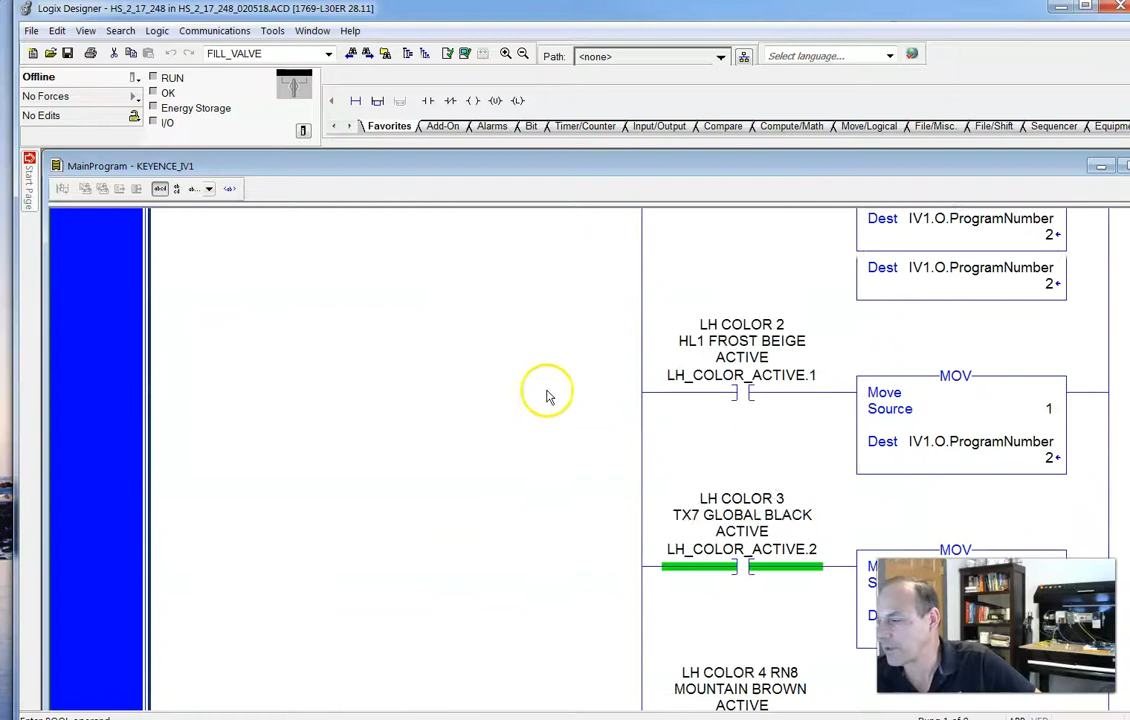 Logix Designer - HS_2_17_248 in HS_2_17_248_020518.ACD [1769-L30ER 28.11]
File Edit View Search Logic Communications Tools Window Help
FILL_VALVE
Path: <none>
Select language...
Offline
RUN
No Forces
OK
Energy Storage
No Edits
I/O
Favorites Add-On Alarms Bit Timer/Counter Input/Output Compare Compute/Math Move/Logical File/Misc. File/Shift Sequencer Equipme
Start Page
MainProgram - KEYENCE_IV1
Dest IV1.O.ProgramNumber
2
Dest IV1.O.ProgramNumber
2
LH COLOR 2
HL1 FROST BEIGE
ACTIVE
LH_COLOR_ACTIVE.1
MOV
Move
Source 1
Dest IV1.O.ProgramNumber
2
LH COLOR 3
TX7 GLOBAL BLACK
ACTIVE
LH_COLOR_ACTIVE.2
MOV
LH COLOR 4 RN8
MOUNTAIN BROWN
ACTIVE